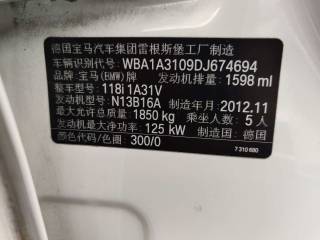 德国宝马汽车集团雷根斯堡工厂制造
车辆识别代号: WBA1A3109DJ674694
品牌: 宝马(BMW)牌 发动机排量: 1598 ml
型号: 118i 1A31V
发动机型号: N13B16A 制造年月: 2012.11
最大允许总质量: 1850 kg 乘坐人数: 5 人
发动机最大净功率: 125 kW 制造国: 德国
颜色代码/色圈: 300/0
7 310 680